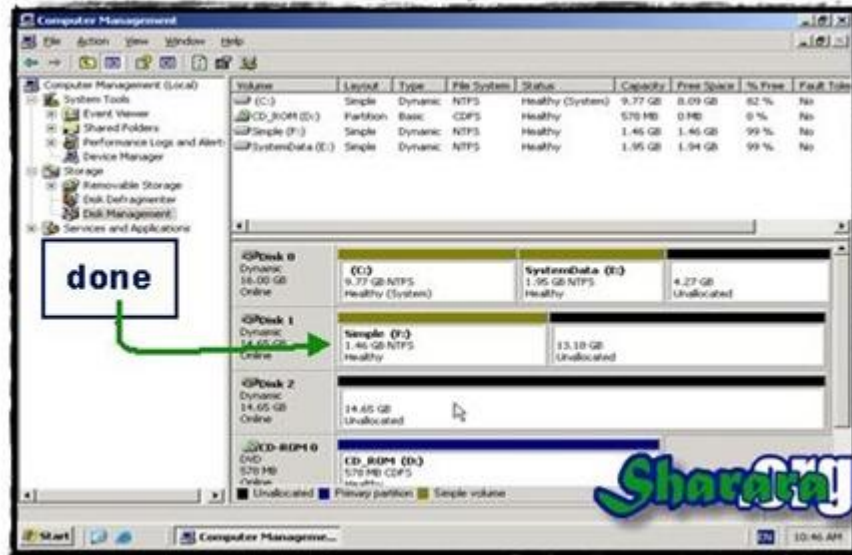 Computer Management
File Action View Window Help
Computer Management (Local)
System Tools
Event Viewer
Shared Folders
Performance Logs and Alert:
Device Manager
Storage
Removable Storage
Disk Defragmenter
Disk Management
Services and Applications
Volume Layout Type File System Status Capacity Free Space % Free Fault Tole
(C:) Simple Dynamic NTFS Healthy (System) 9.77 GB 8.09 GB 82 % No
CD_ROM (D:) Partition Basic CDFS Healthy 578 MB 0 MB 0 % No
Simple (F:) Simple Dynamic NTFS Healthy 1.46 GB 1.46 GB 99 % No
SystemData (E:) Simple Dynamic NTFS Healthy 1.95 GB 1.94 GB 99 % No
done
Disk 0
Dynamic
16.00 GB
Online
(C:)
9.77 GB NTFS
Healthy (System)
SystemData (E:)
1.95 GB NTFS
Healthy
4.27 GB
Unallocated
Disk 1
Dynamic
14.65 GB
Online
Simple (F:)
1.46 GB NTFS
Healthy
13.18 GB
Unallocated
Disk 2
Dynamic
14.65 GB
Online
14.65 GB
Unallocated
CD-ROM 0
DVD
578 MB
Online
CD_ROM (D:)
578 MB CDFS
Healthy
Unallocated Primary partition Simple volume
Sharara
.org
Start Computer Manageme... EN 10:46 AM